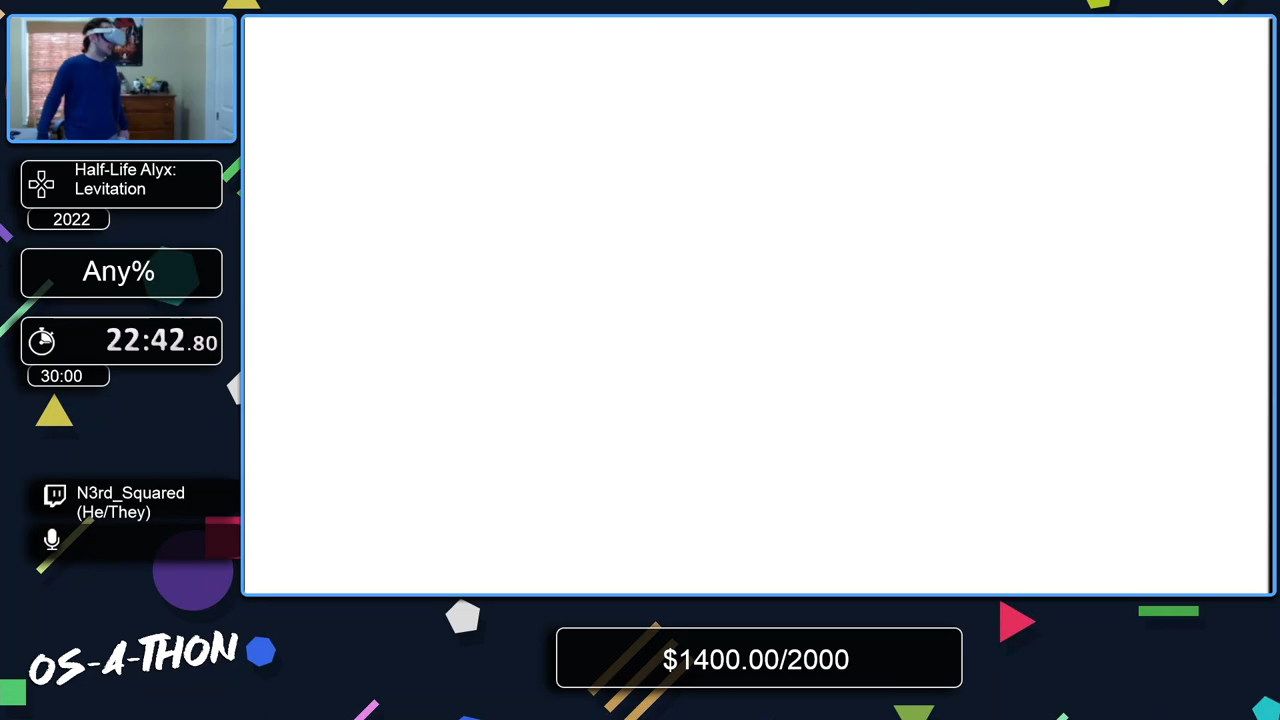 Half-Life Alyx:
Levitation
2022
Any%
22:42.80
30:00
N3rd_Squared
(He/They)
OS-A-THON
$1400.00/2000